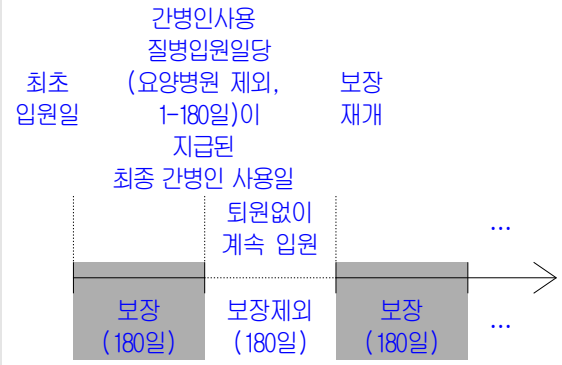 최초
입원일
간병인사용
질병입원일당
(요양병원 제외,
1-180일)이
지급된
최종 간병인 사용일
보장
재개
퇴원없이
계속 입원
...
보장
(180일)
보장제외
(180일)
보장
(180일)
...